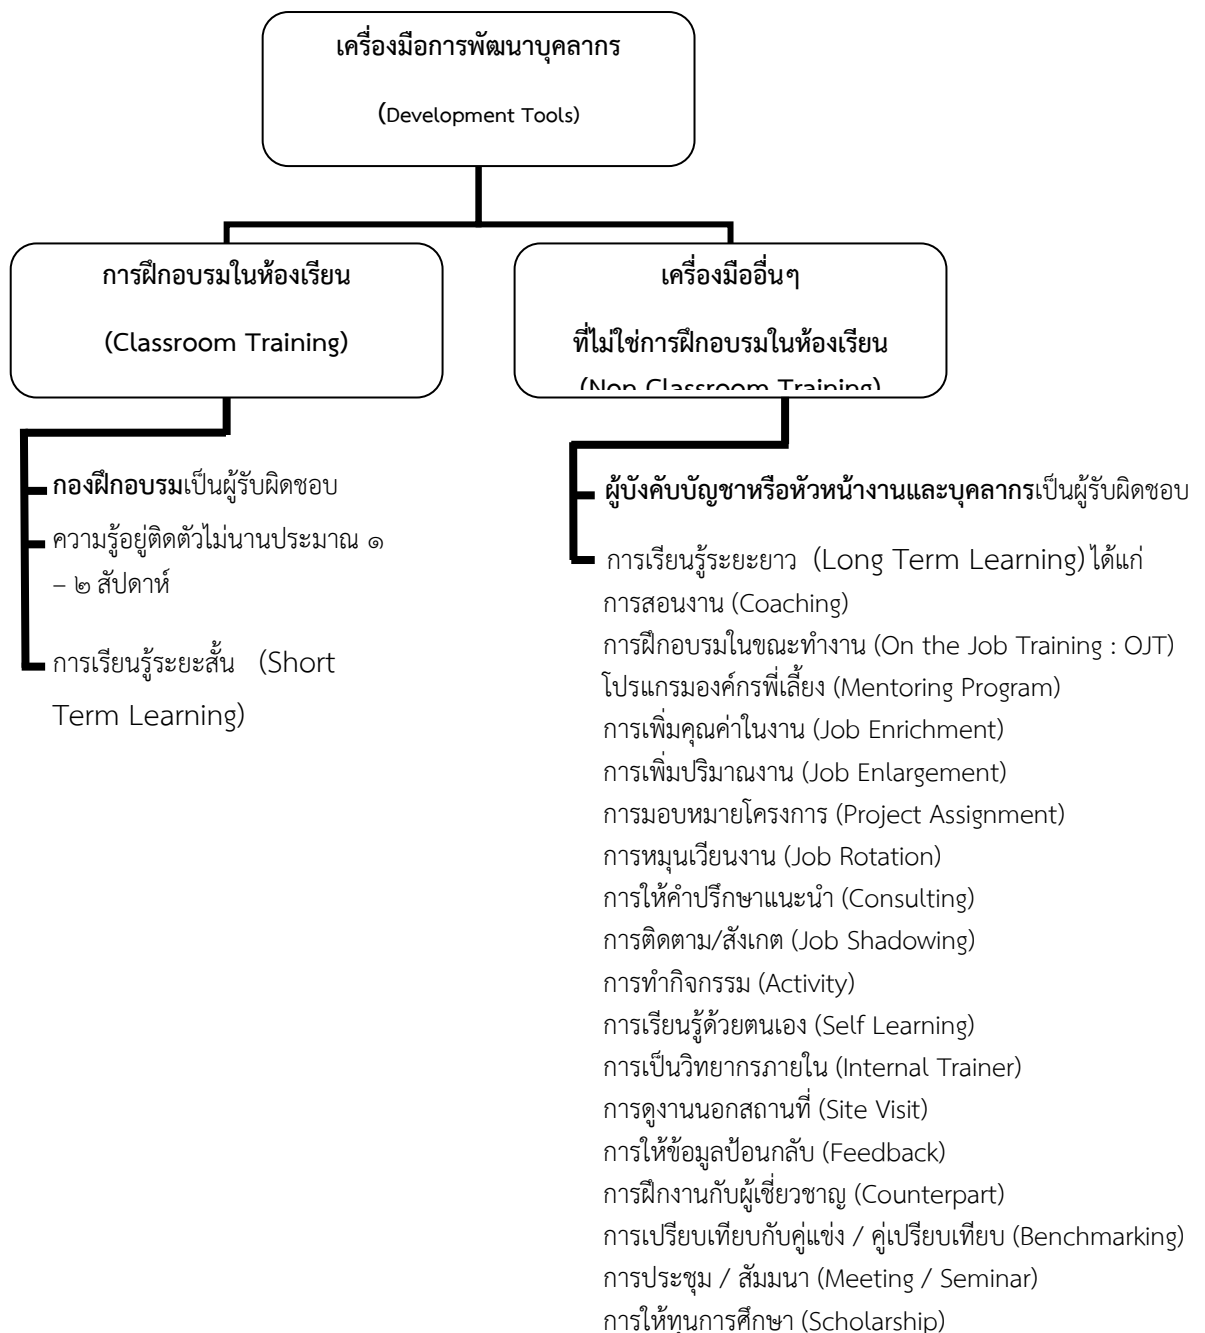 เครื่องมือการพัฒนาบุคลากร
(Development Tools)
การฝึกอบรมในห้องเรียน
(Classroom Training)
กองฝึกอบรมเป็นผู้รับผิดชอบ
ความรู้อยู่ติดตัวไม่นานประมาณ ๑
– ๒ สัปดาห์
การเรียนรู้ระยะสั้น (Short
Term Learning)
เครื่องมืออื่นๆ
ที่ไม่ใช่การฝึกอบรมในห้องเรียน
(Non Classroom Training)
ผู้บังคับบัญชาหรือหัวหน้างานและบุคลากรเป็นผู้รับผิดชอบ
การเรียนรู้ระยะยาว (Long Term Learning) ได้แก่
การสอนงาน (Coaching)
การฝึกอบรมในขณะทำงาน (On the Job Training : OJT)
โปรแกรมองค์กรพี่เลี้ยง (Mentoring Program)
การเพิ่มคุณค่าในงาน (Job Enrichment)
การเพิ่มปริมาณงาน (Job Enlargement)
การมอบหมายโครงการ (Project Assignment)
การหมุนเวียนงาน (Job Rotation)
การให้คำปรึกษาแนะนำ (Consulting)
การติดตาม/สังเกต (Job Shadowing)
การทำกิจกรรม (Activity)
การเรียนรู้ด้วยตนเอง (Self Learning)
การเป็นวิทยากรภายใน (Internal Trainer)
การดูงานนอกสถานที่ (Site Visit)
การให้ข้อมูลป้อนกลับ (Feedback)
การฝึกงานกับผู้เชี่ยวชาญ (Counterpart)
การเปรียบเทียบกับคู่แข่ง / คู่เปรียบเทียบ (Benchmarking)
การประชุม / สัมมนา (Meeting / Seminar)
การให้ทุนการศึกษา (Scholarship)